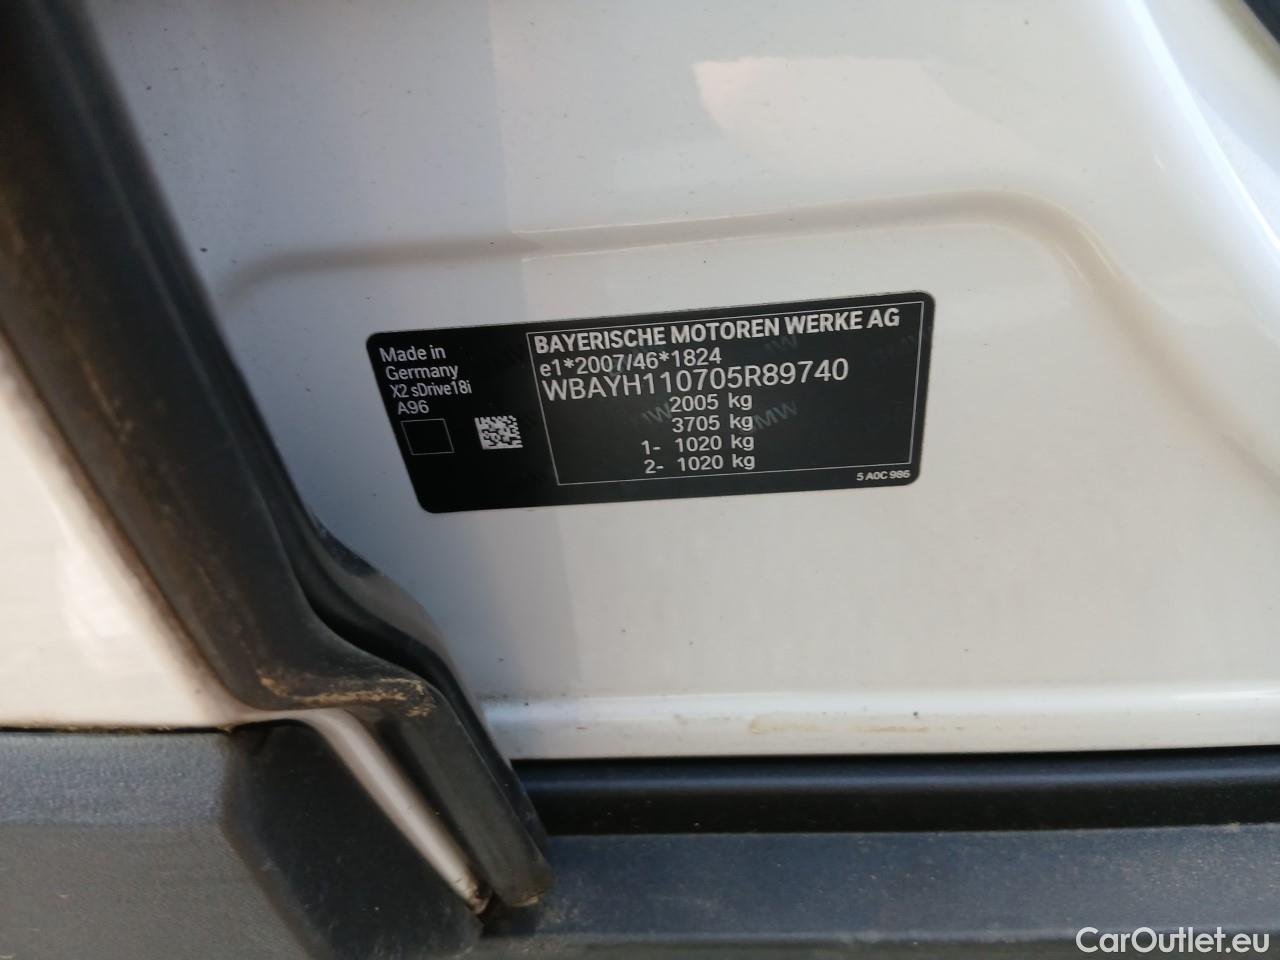 Made in
Germany
X2 sDrive18i
A96
BAYERISCHE MOTOREN WERKE AG
e1*2007/46*1824
WBAYH110705R89740
2005 kg
3705 kg
1- 1020 kg
2- 1020 kg
5 A0C 986
CarOutlet.eu